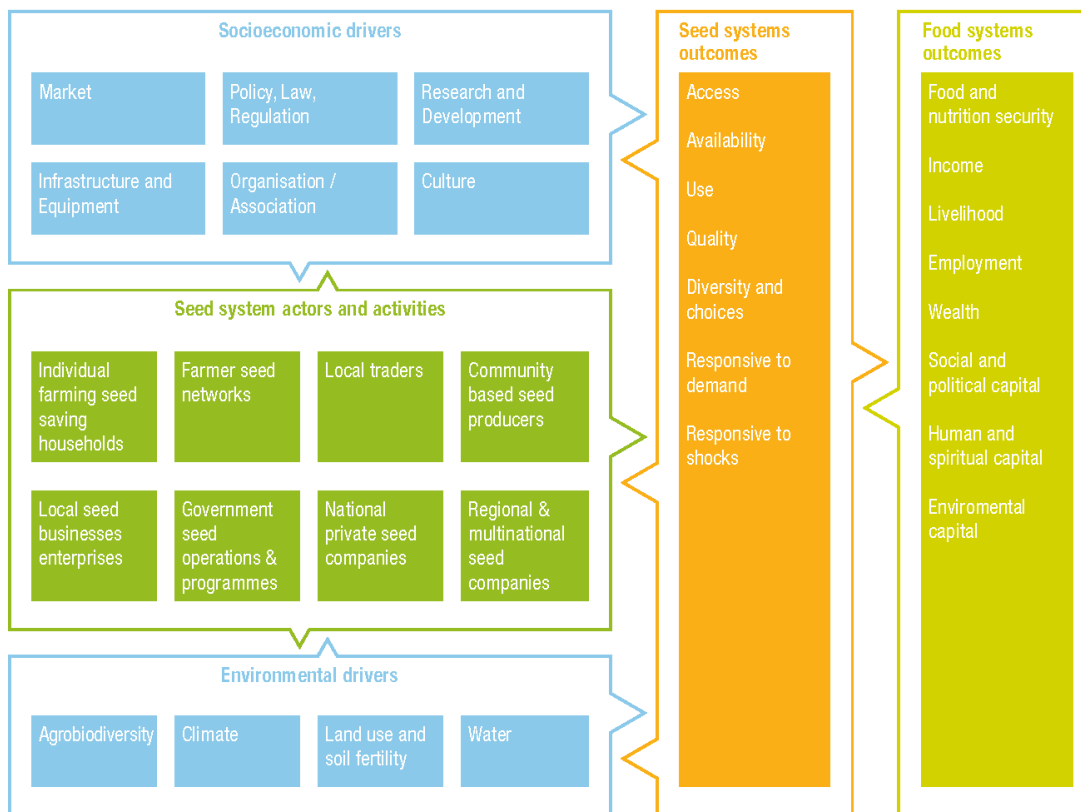 Socioeconomic drivers
Market
Policy, Law,
Regulation
Research and
Development
Infrastructure and
Equipment
Organisation /
Association
Culture
Seed system actors and activities
Individual
farming seed
saving
households
Farmer seed
networks
Local traders
Community
based seed
producers
Local seed
businesses
enterprises
Government
seed
operations &
programmes
National
private seed
companies
Regional &
multinational
seed
companies
Environmental drivers
Agrobiodiversity
Climate
Land use and
soil fertility
Water
Seed systems
outcomes
Access
Availability
Use
Quality
Diversity and
choices
Responsive to
demand
Responsive to
shocks
Food systems
outcomes
Food and
nutrition security
Income
Livelihood
Employment
Wealth
Social and
political capital
Human and
spiritual capital
Enviromental
capital